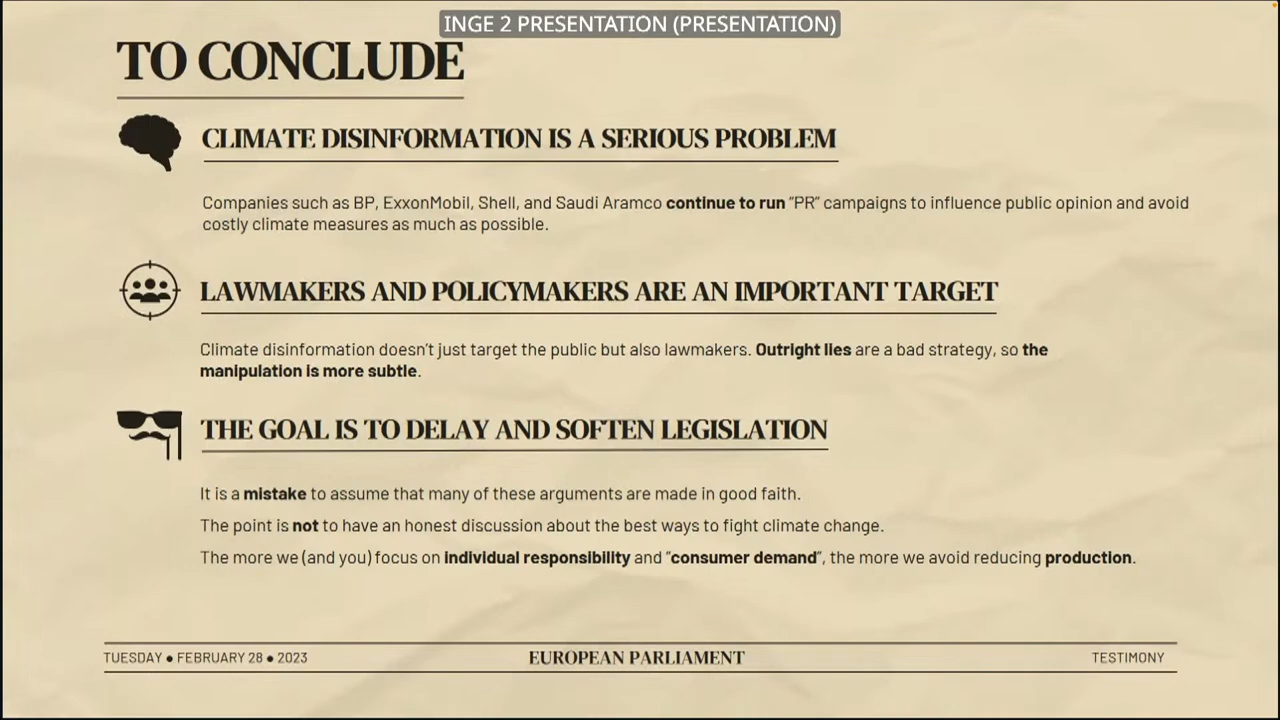 INGE 2 PRESENTATION (PRESENTATION)
TO CONCLUDE
CLIMATE DISINFORMATION IS A SERIOUS PROBLEM
Companies such as BP, ExxonMobil, Shell, and Saudi Aramco continue to run "PR" campaigns to influence public opinion and avoid
costly climate measures as much as possible.
LAWMAKERS AND POLICYMAKERS ARE AN IMPORTANT TARGET
Climate disinformation doesn't just target the public but also lawmakers. Outright lies are a bad strategy, so the
manipulation is more subtle.
THE GOAL IS TO DELAY AND SOFTEN LEGISLATION
It is a mistake to assume that many of these arguments are made in good faith.
The point is not to have an honest discussion about the best ways to fight climate change.
The more we (and you) focus on individual responsibility and "consumer demand", the more we avoid reducing production.
TUESDAY ● FEBRUARY 28 ● 2023 EUROPEAN PARLIAMENT TESTIMONY